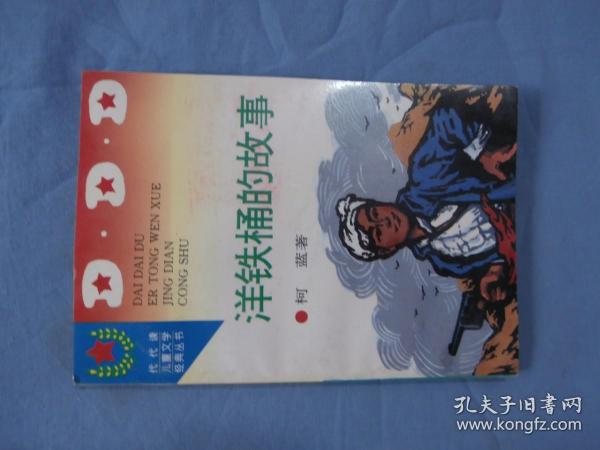 D·D·D
DAI DAI DU
ER TONG WEN XUE
JING DIAN
CONG SHU
代代读
儿童文学
经典丛书
洋铁桶的故事
●柯 蓝著
孔夫子旧书网
www.kongfz.com